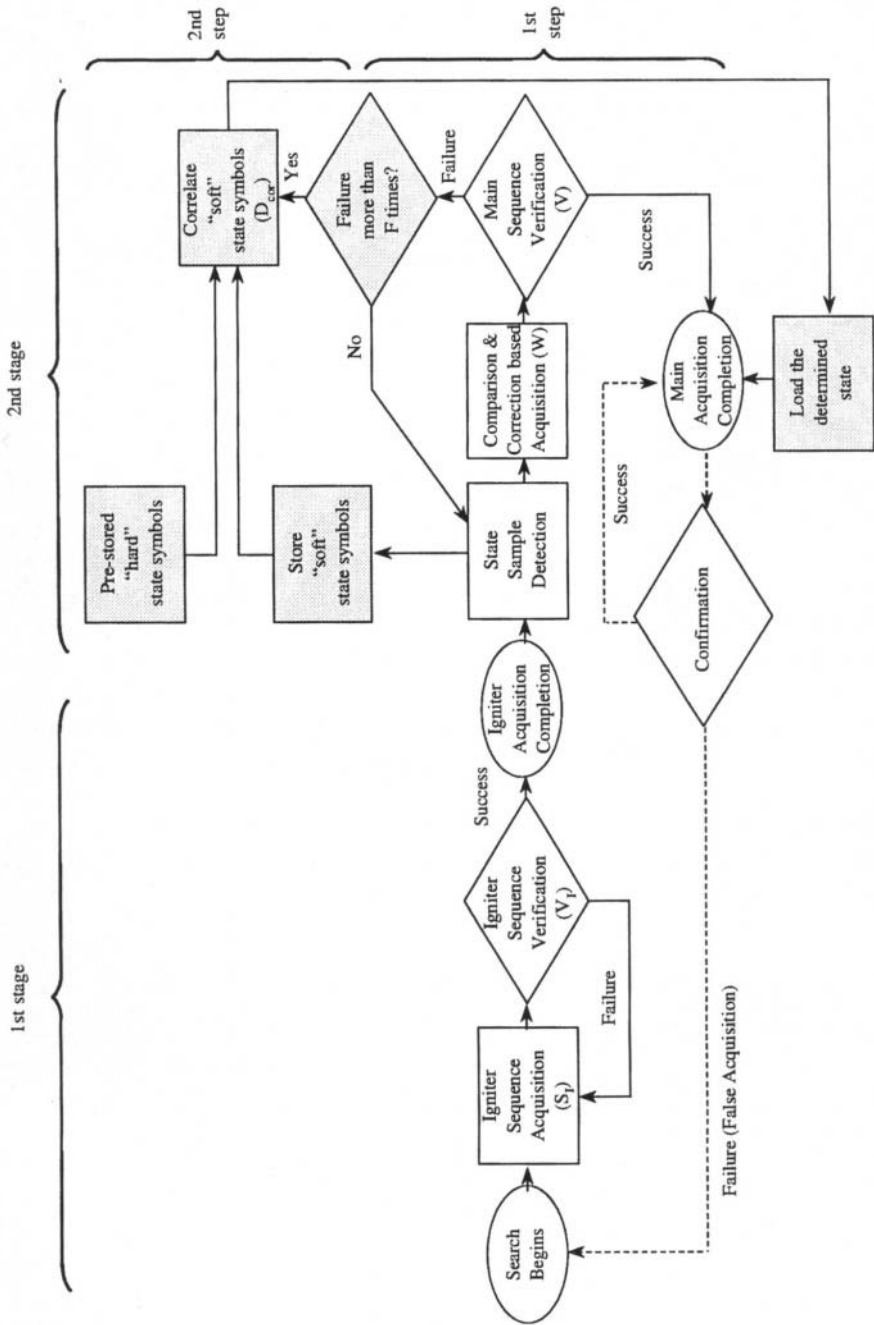 1st stage
2nd stage
2nd
step
1st
step
Pre-stored
“hard”
state symbols
Store
“soft”
state symbols
Correlate
“soft”
state symbols
(D_cor)
Yes
Failure
more than
F times?
No
Failure
Search
Begins
Igniter
Sequence
Acquisition
(S_I)
Igniter
Sequence
Verification
(V_I)
Failure
Success
Igniter
Acquisition
Completion
State
Sample
Detection
Comparison &
Correction based
Acquisition (W)
Main
Sequence
Verification
(V)
Success
Main
Acquisition
Completion
Success
Confirmation
Load the
determined
state
Failure (False Acquisition)